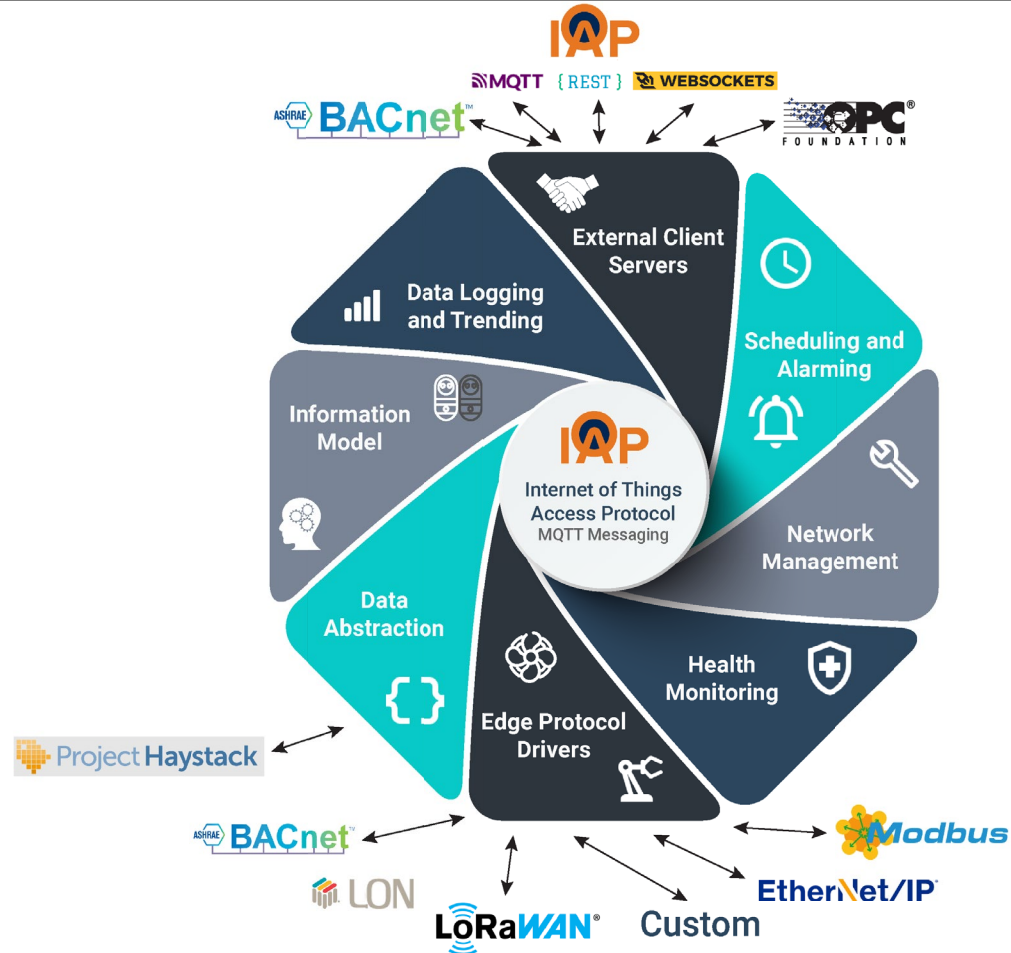 IAP
MQTT {REST} WEBSOCKETS
ASHRAE BACnet™
OPC®
FOUNDATION
External Client
Servers
Data Logging
and Trending
Scheduling and
Alarming
Information
Model
IAP
Internet of Things
Access Protocol
MQTT Messaging
Network
Management
Data
Abstraction
Health
Monitoring
Edge Protocol
Drivers
Project Haystack
ASHRAE BACnet™
Modbus
LON
EtherNet/IP
LoRaWAN®
Custom